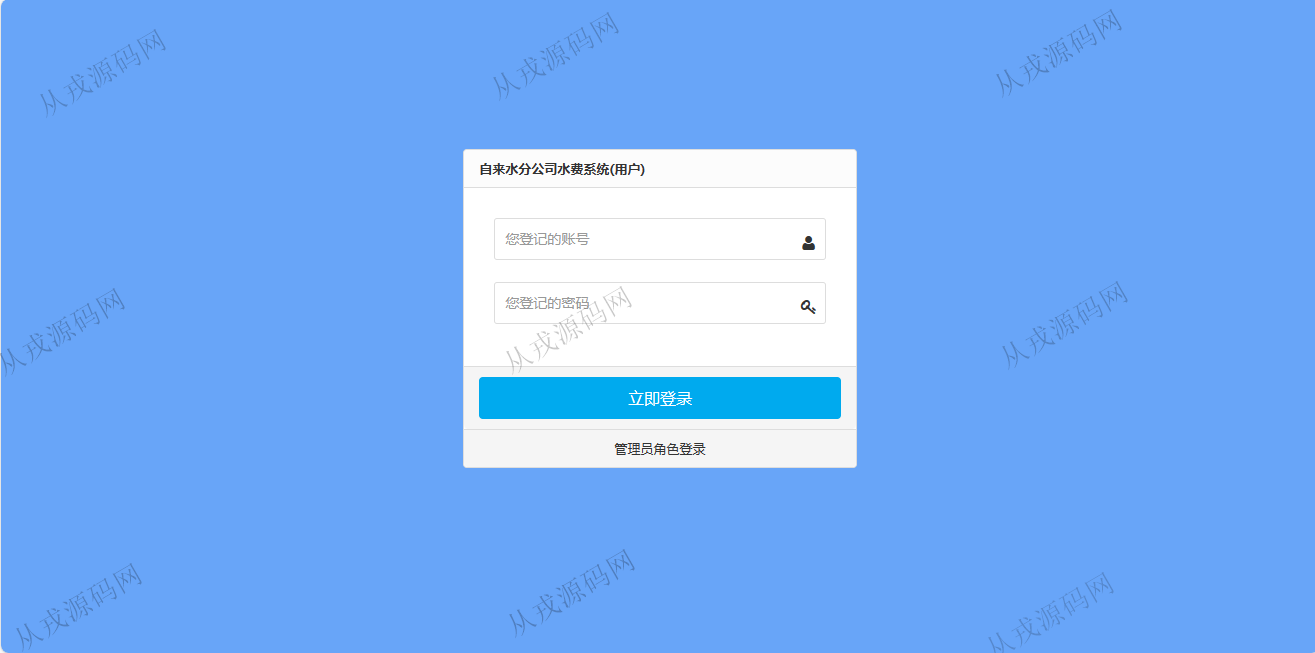 从戎源码网
从戎源码网
从戎源码网
自来水分公司水费系统(用户)
您登记的账号
您登记的密码
从戎源码网
从戎源码网
从戎源码网
立即登录
管理员角色登录
从戎源码网
从戎源码网
从戎源码网